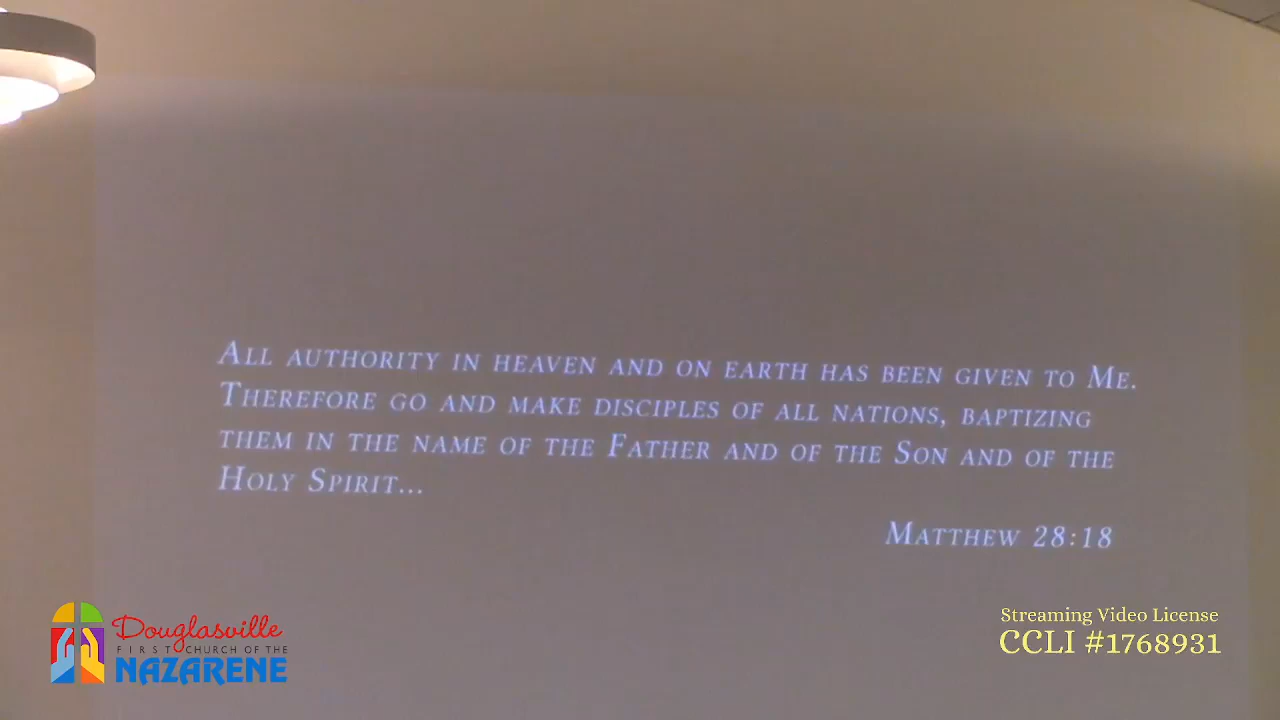 All authority in heaven and on earth has been given to Me.
Therefore go and make disciples of all nations, baptizing
them in the name of the Father and of the Son and of the
Holy Spirit...
Matthew 28:18
Douglasville
FIRST CHURCH OF THE
NAZARENE
Streaming Video License
CCLI #1768931